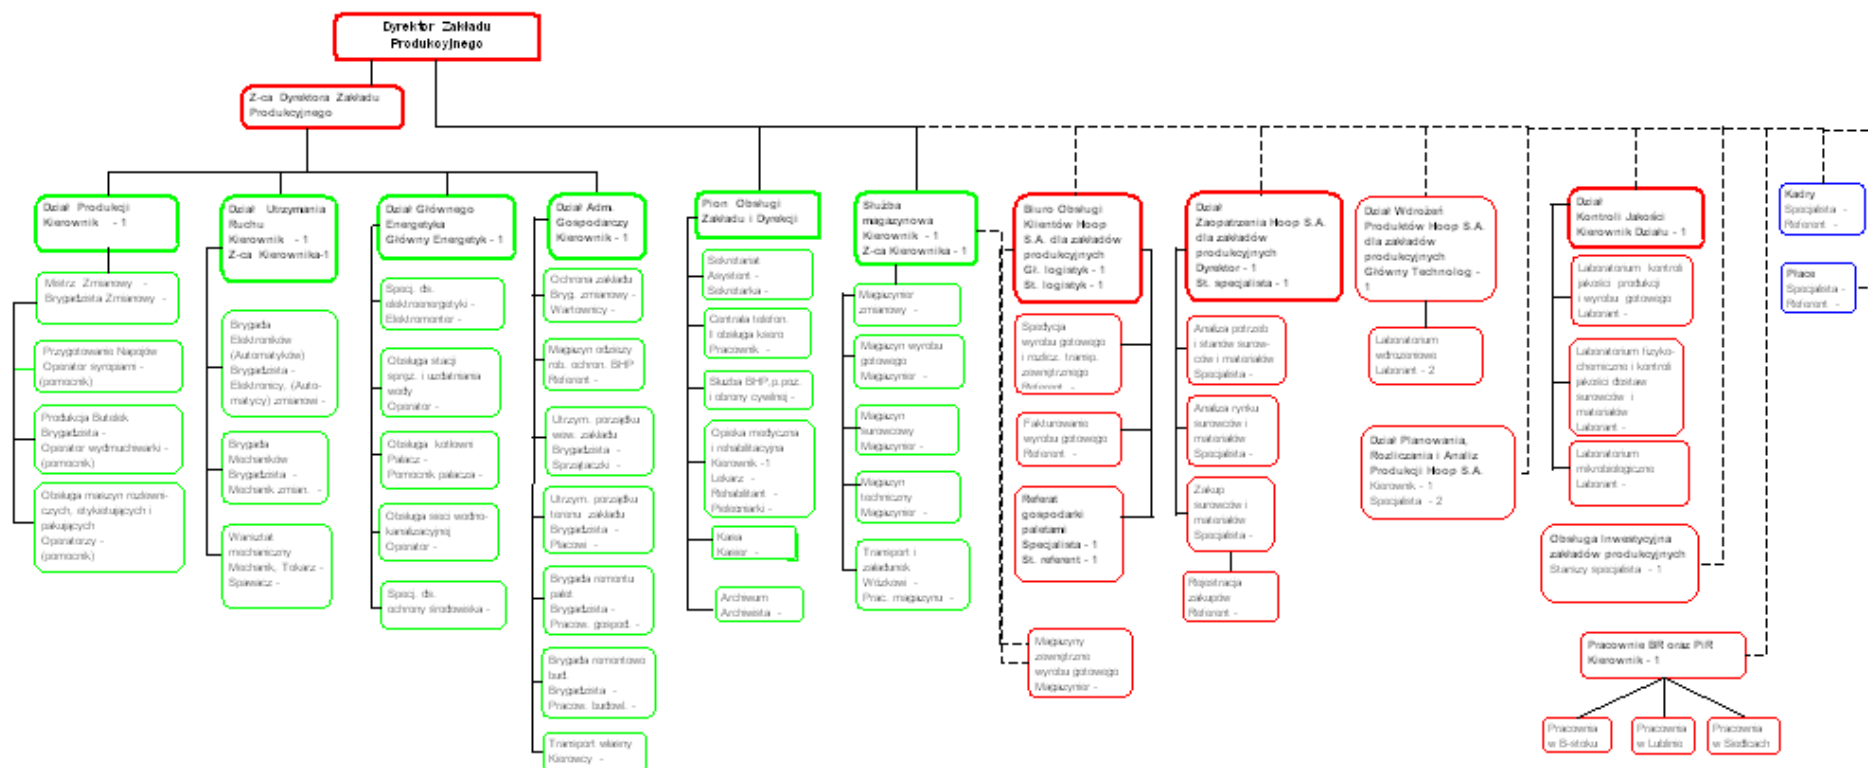 Dyrektor Zakładu
Produkcyjnego
Z-ca Dyrektora Zakładu
Produkcyjnego
Dział Produkcji
Kierownik - 1
Mistrz Zmianowy -
Brygadzista Zmianowy -
Przygotowanie Napojów
Operator syropiarni -
(pomocnik)
Produkcja Butelek
Brygadzista -
Operator wydmuchwarki -
(pomocnik)
Obsługa maszyn rozlewni-
czych, etykietujących i
pakujących
Operatorzy -
(pomocnik)
Dział Utrzymania
Ruchu
Kierownik - 1
Z-ca Kierownika-1
Brygada
Elektroników
(Automatyków)
Brygadzista -
Elektronicy, (Auto-
matycy) zmianowi -
Brygada
Mechaników
Brygadzista -
Mechanik zmian. -
Warsztat
mechaniczny
Mechanik, Tokarz -
Spawacz -
Dział Głównego
Energetyka
Główny Energetyk - 1
Specj. ds.
elektroenergetyki -
Elektromonter -
Obsługa stacji
spręż. i uzdatniania
wody
Operator -
Obsługa kotłowni
Palacz -
Pomocnik palacza -
Obsługa sieci wodno-
kanalizacyjnej
Operator -
Specj. ds.
ochrony środowiska -
Dział Adm.
Gospodarczy
Kierownik - 1
Ochrona zakładu
Bryg. zmianowy -
Wartownicy -
Magazyn odzieży
rob. ochron. BHP
Referent -
Utrzym. porządku
wew. zakładu
Brygadzista -
Sprzątaczki -
Utrzym. porządku
terenu zakładu
Brygadzista -
Placowi -
Brygada remontu
palet
Brygadzista -
Pracow. gospod. -
Brygada remontowo
bud.
Brygadzista -
Pracow. budowl. -
Transport własny
Kierowcy -
Pion Obsługi
Zakładu i Dyrekcji
Sekretariat
Asystent -
Sekretarka -
Centrala telefon.
I obsługa ksero
Pracownik -
Służba BHP, p.poż.
i obrony cywilnej -
Opieka medyczna
i rehabilitacyjna
Kierownik -1
Lekarz -
Rehabilitant -
Pielęgniarki -
Kasa
Kasjer -
Archiwum
Archiwista -
Służba
magazynowa
Kierownik - 1
Z-ca Kierownika - 1
Magazynier
zmianowy -
Magazyn wyrobu
gotowego
Magazynier -
Magazyn
surowcowy
Magazynier -
Magazyn
techniczny
Magazynier -
Transport i
załadunek
Wózkowi -
Prac. magazynu -
Biuro Obsługi
Klientów Hoop
S.A. dla zakładów
produkcyjnych
Gł. logistyk - 1
St. logistyk - 1
Spedycja
wyrobu gotowego
i rozlicz. transp.
zewnętrznego
Referent -
Fakturowanie
wyrobu gotowego
Referent -
Referat
gospodarki
paletami
Specjalista - 1
St. referent - 1
Magazyny
zewnętrzne
wyrobu gotowego
Magazynier -
Dział
Zaopatrzenia Hoop S.A.
dla zakładów
produkcyjnych
Dyrektor - 1
St. specjalista - 1
Analiza potrzeb
i stanów surow-
ców i materiałów
Specjalista -
Analiza rynku
surowców i
materiałów
Specjalista -
Zakup
surowców i
materiałów
Specjalista -
Rejestracja
zakupów
Referent -
Dział Wdrożeń
Produktów Hoop S.A.
dla zakładów
produkcyjnych
Główny Technolog -
1
Laboratorium
wdrożeniowe
Laborant - 2
Dział Planowania,
Rozliczania i Analiz
Produkcji Hoop S.A.
Kierownik - 1
Specjalista - 2
Dział
Kontroli Jakości
Kierownik Działu - 1
Laboratorium kontroli
jakości produkcji
i wyrobu gotowego
Laborant -
Laboratorium fizyko-
chemiczne i kontroli
jakości dostaw
surowców i
materiałów
Laborant -
Laboratorium
mikrobiologiczne
Laborant -
Obsługa Inwestycyjna
zakładów produkcyjnych
Starszy specjalista - 1
Pracownie BR oraz PiR
Kierownik - 1
Pracownia
w B-stoku
Pracownia
w Lublinie
Pracownia
w Siedlcach
Kadry
Specjalista -
Referent -
Płace
Specjalista -
Referent -